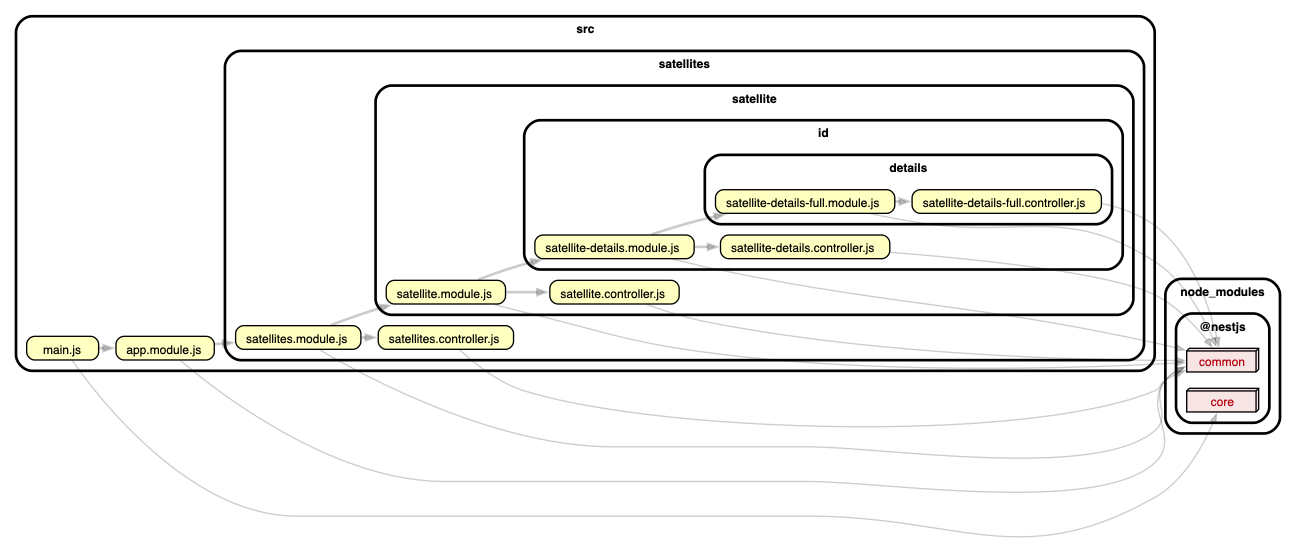 src
satellites
satellite
id
details
satellite-details-full.module.js
satellite-details-full.controller.js
satellite-details.module.js
satellite-details.controller.js
satellite.module.js
satellite.controller.js
satellites.module.js
satellites.controller.js
main.js
app.module.js
node_modules
@nestjs
common
core